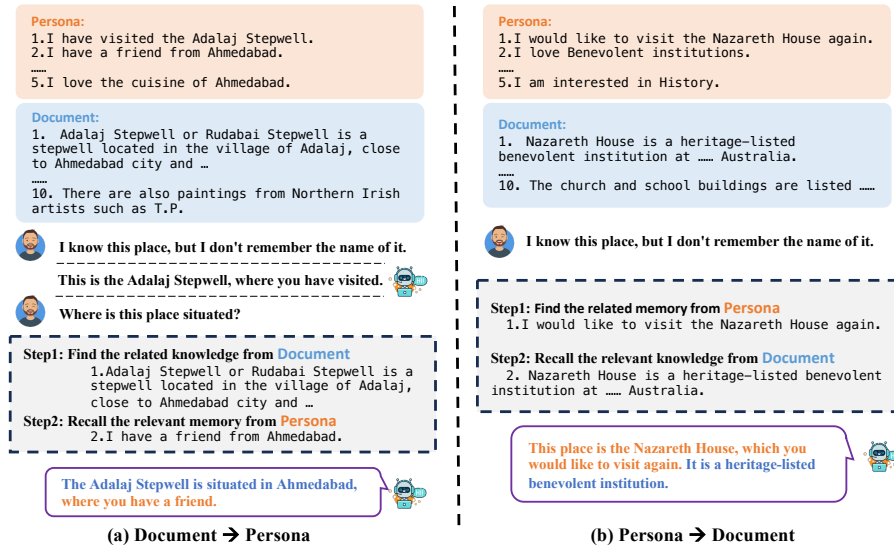 Persona:
1.I have visited the Adalaj Stepwell.
2.I have a friend from Ahmedabad.
……
5.I love the cuisine of Ahmedabad.
Document:
1. Adalaj Stepwell or Rudabai Stepwell is a
stepwell located in the village of Adalaj, close
to Ahmedabad city and …
……
10. There are also paintings from Northern Irish
artists such as T.P.
I know this place, but I don't remember the name of it.
This is the Adalaj Stepwell, where you have visited.
Where is this place situated?
Step1: Find the related knowledge from Document
1.Adalaj Stepwell or Rudabai Stepwell is a
stepwell located in the village of Adalaj,
close to Ahmedabad city and …
Step2: Recall the relevant memory from Persona
2.I have a friend from Ahmedabad.
The Adalaj Stepwell is situated in Ahmedabad,
where you have a friend.
(a) Document → Persona
Persona:
1.I would like to visit the Nazareth House again.
2.I love Benevolent institutions.
……
5.I am interested in History.
Document:
1. Nazareth House is a heritage-listed
benevolent institution at …… Australia.
……
10. The church and school buildings are listed ……
I know this place, but I don't remember the name of it.
Step1: Find the related memory from Persona
1.I would like to visit the Nazareth House again.
Step2: Recall the relevant knowledge from Document
2. Nazareth House is a heritage-listed benevolent
institution at …… Australia.
This place is the Nazareth House, which you
would like to visit again. It is a heritage-listed
benevolent institution.
(b) Persona → Document